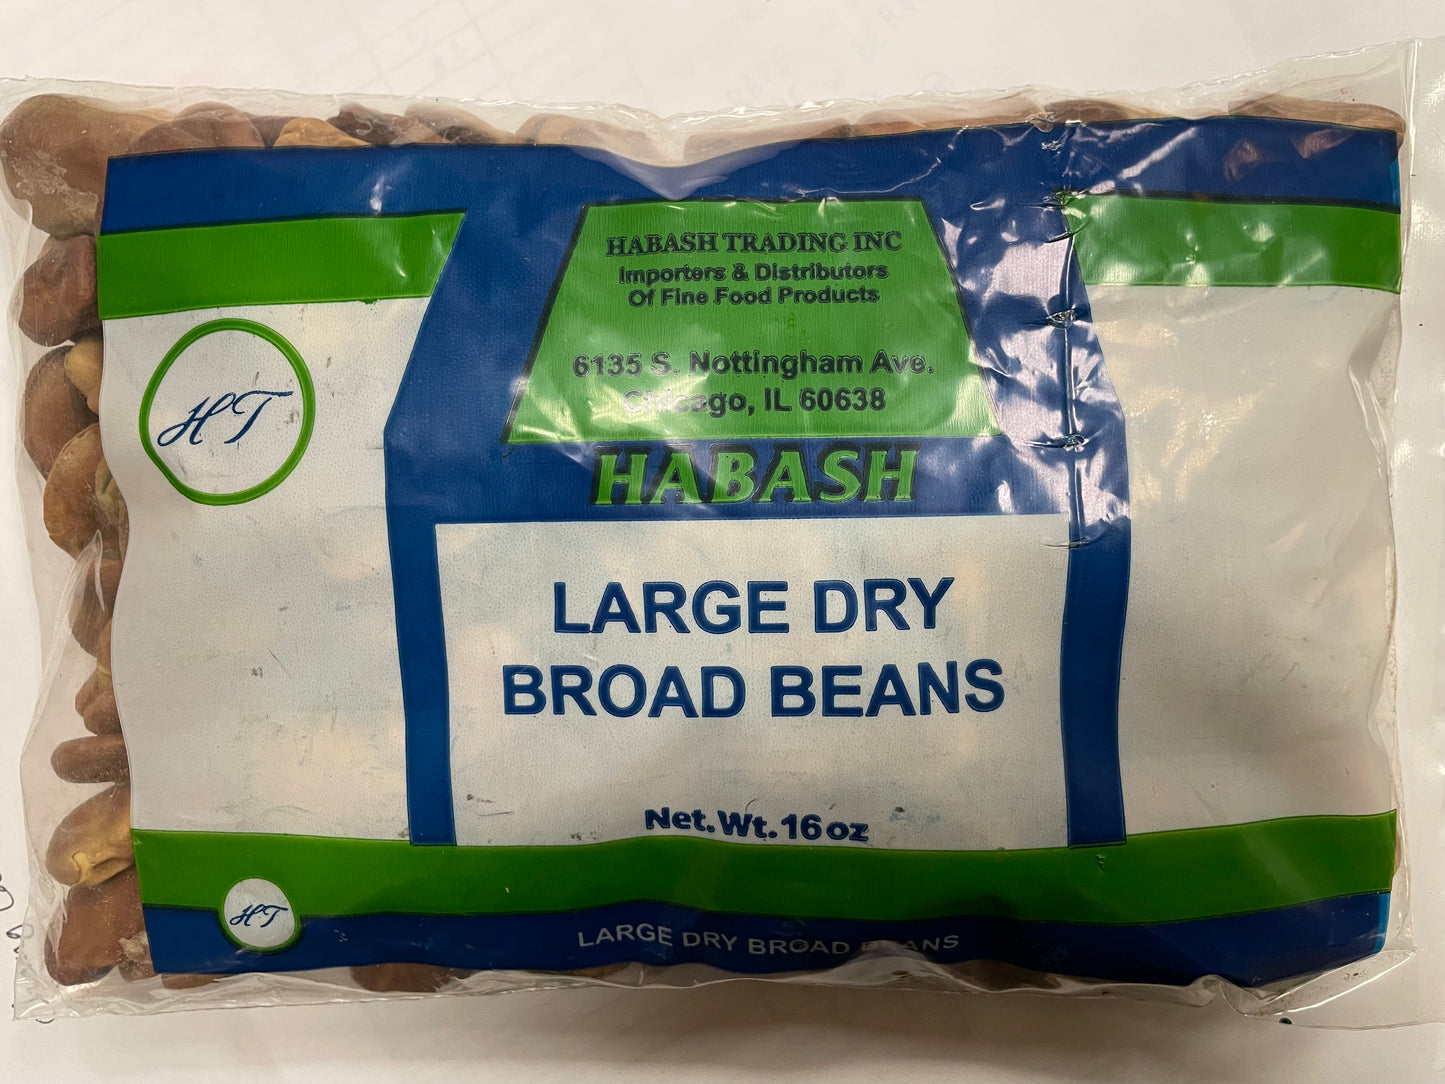 HABASH TRADING INC
Importers & Distributors
Of Fine Food Products
6135 S. Nottingham Ave.
Chicago, IL 60638
HT
HABASH
LARGE DRY
BROAD BEANS
Net. Wt. 16 oz
HT
LARGE DRY BROAD BEANS